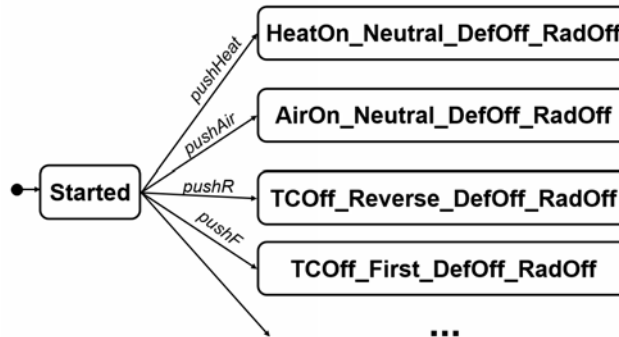 HeatOn_Neutral_DefOff_RadOff
pushHeat
AirOn_Neutral_DefOff_RadOff
pushAir
Started
pushR
TCOff_Reverse_DefOff_RadOff
pushF
TCOff_First_DefOff_RadOff
...